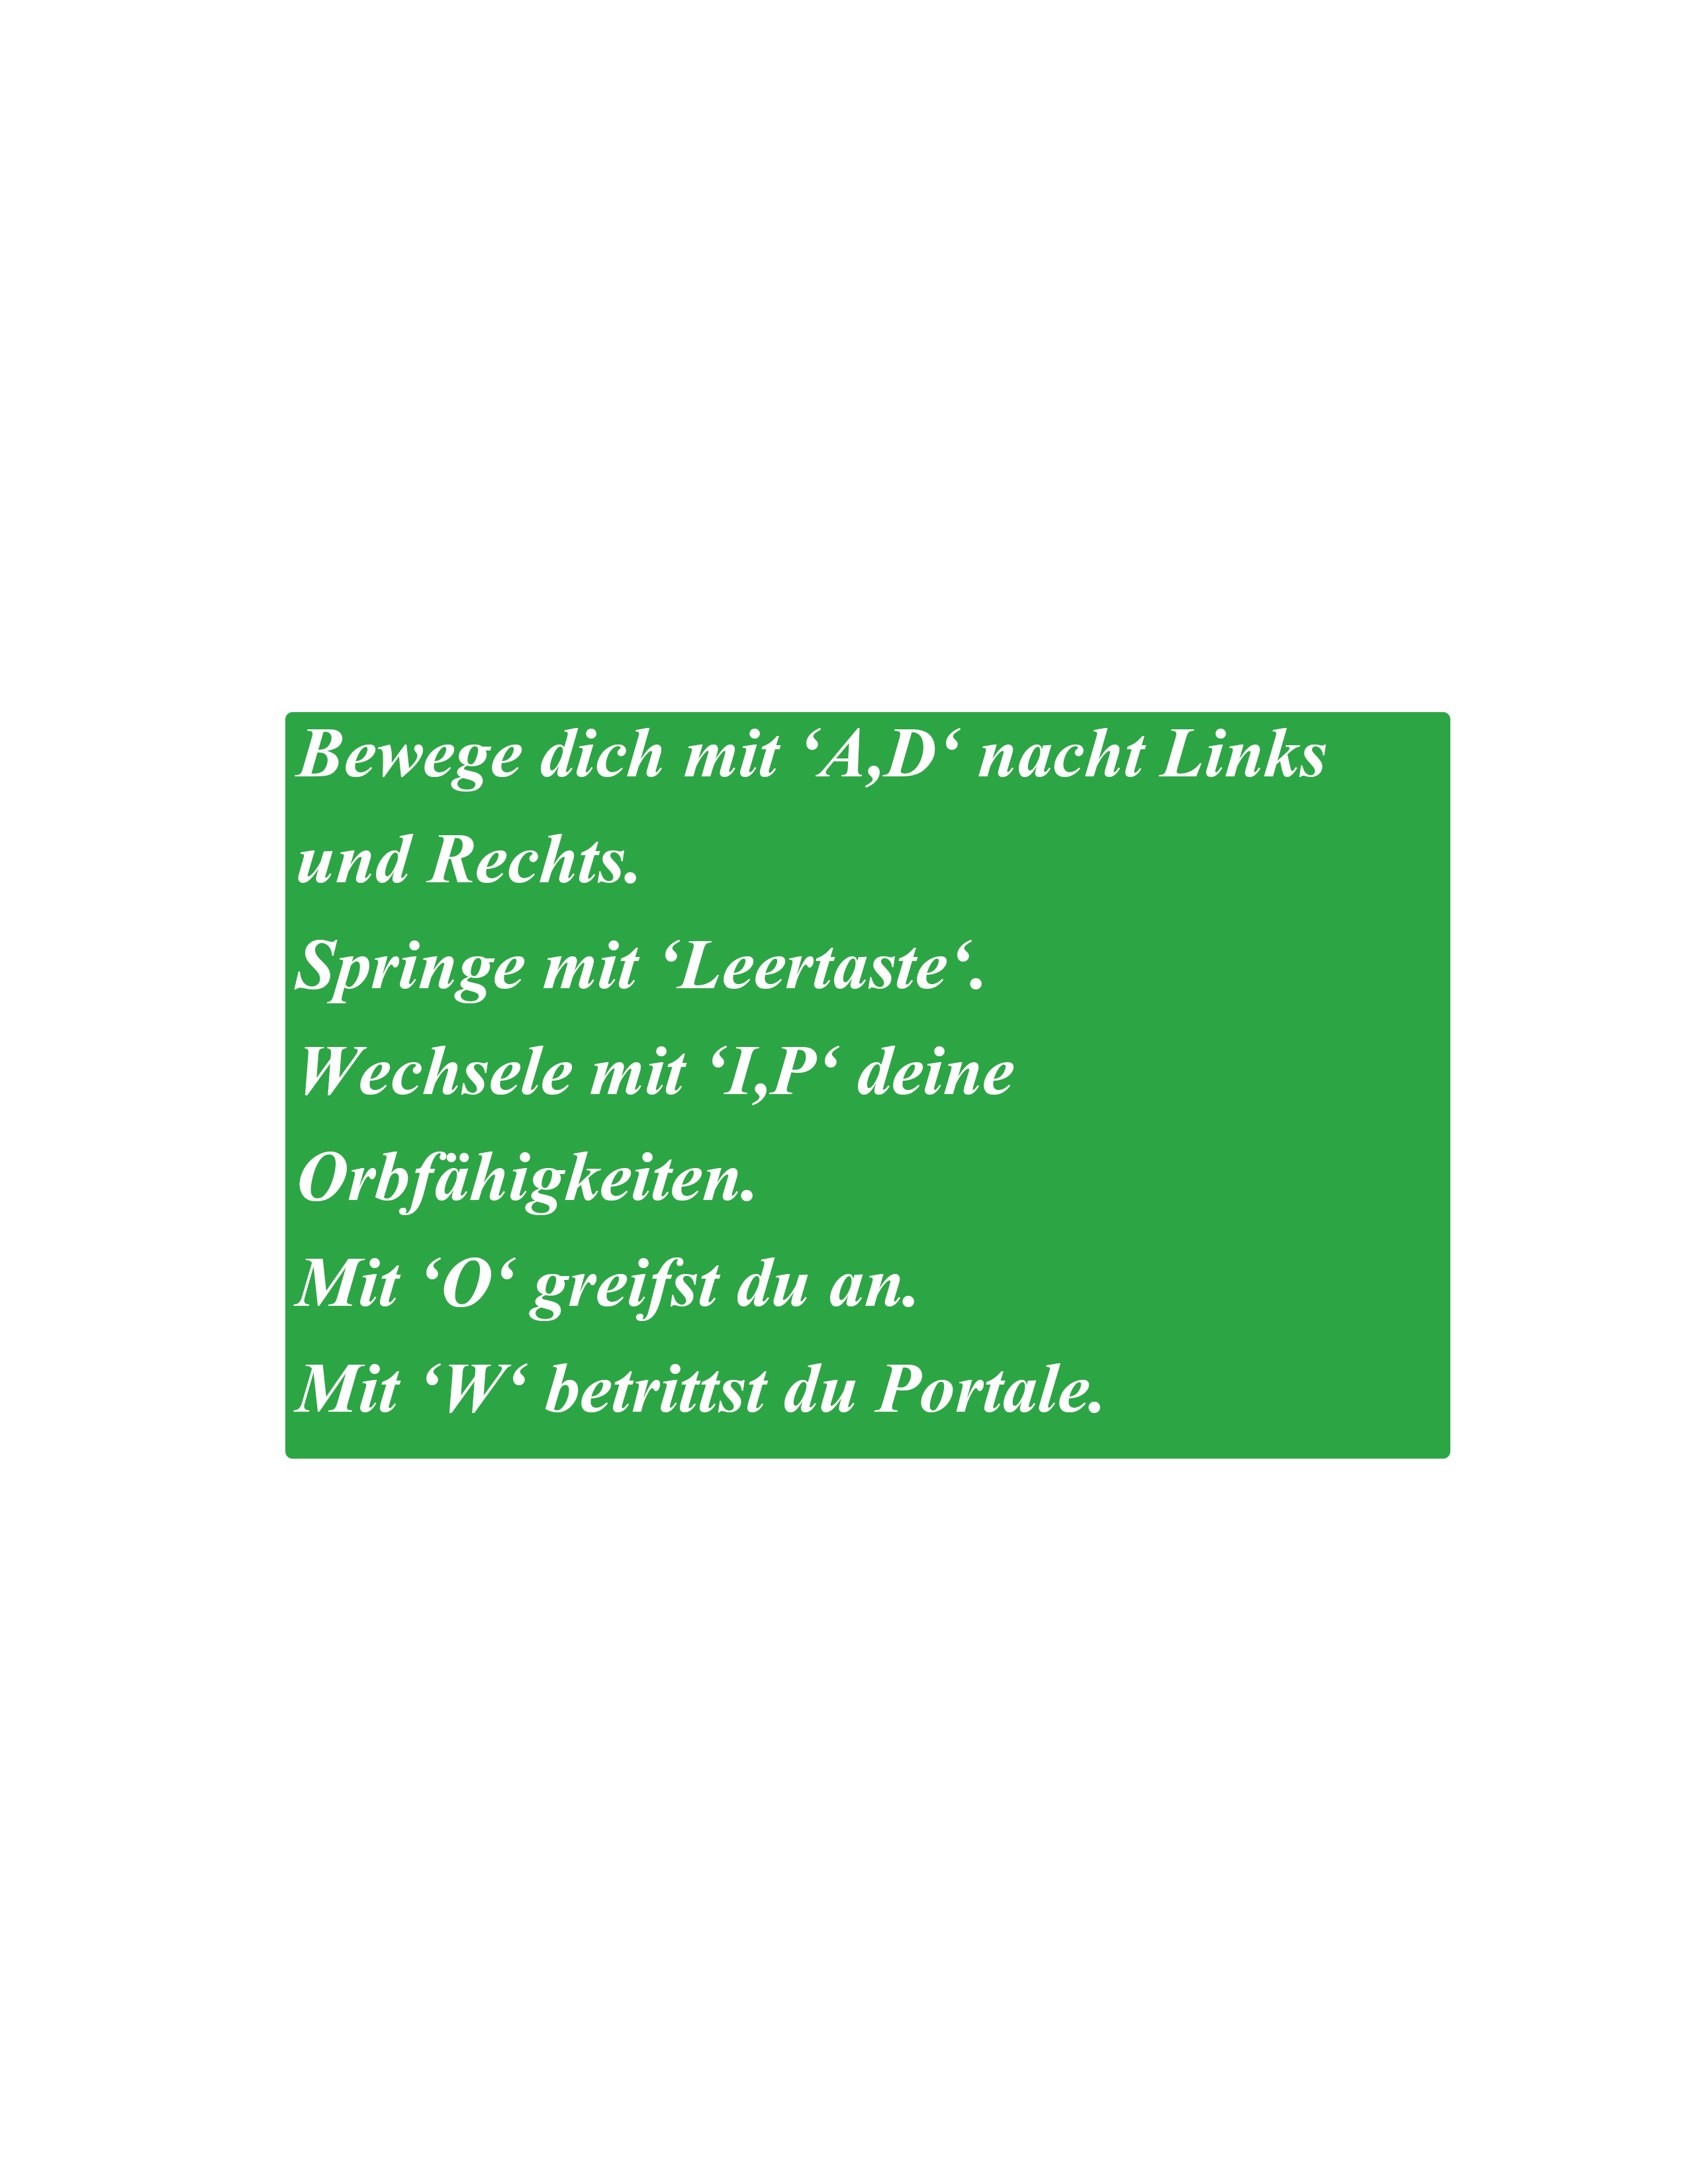 Bewege dich mit ‘A,D‘ nacht Links
und Rechts.
Springe mit ‘Leertaste‘.
Wechsele mit ‘I,P‘ deine
Orbfähigkeiten.
Mit ‘O‘ greifst du an.
Mit ‘W‘ betrittst du Portale.